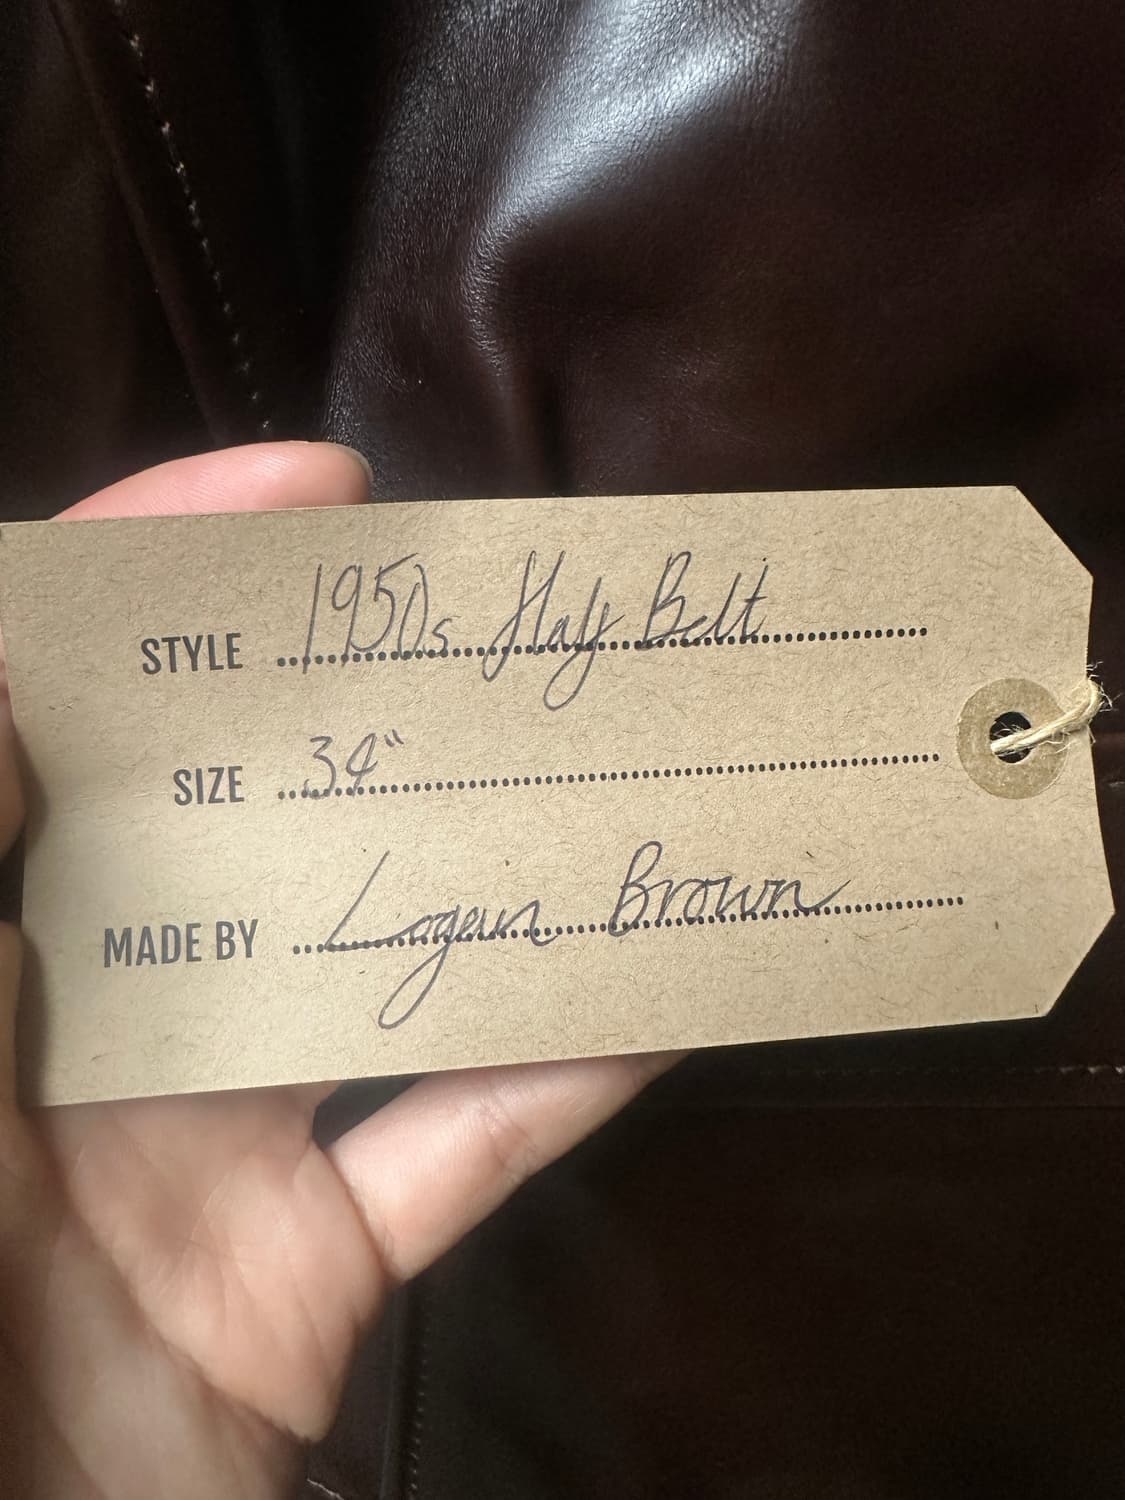 STYLE 1950s Half Belt
SIZE 34"
MADE BY Logan Brown